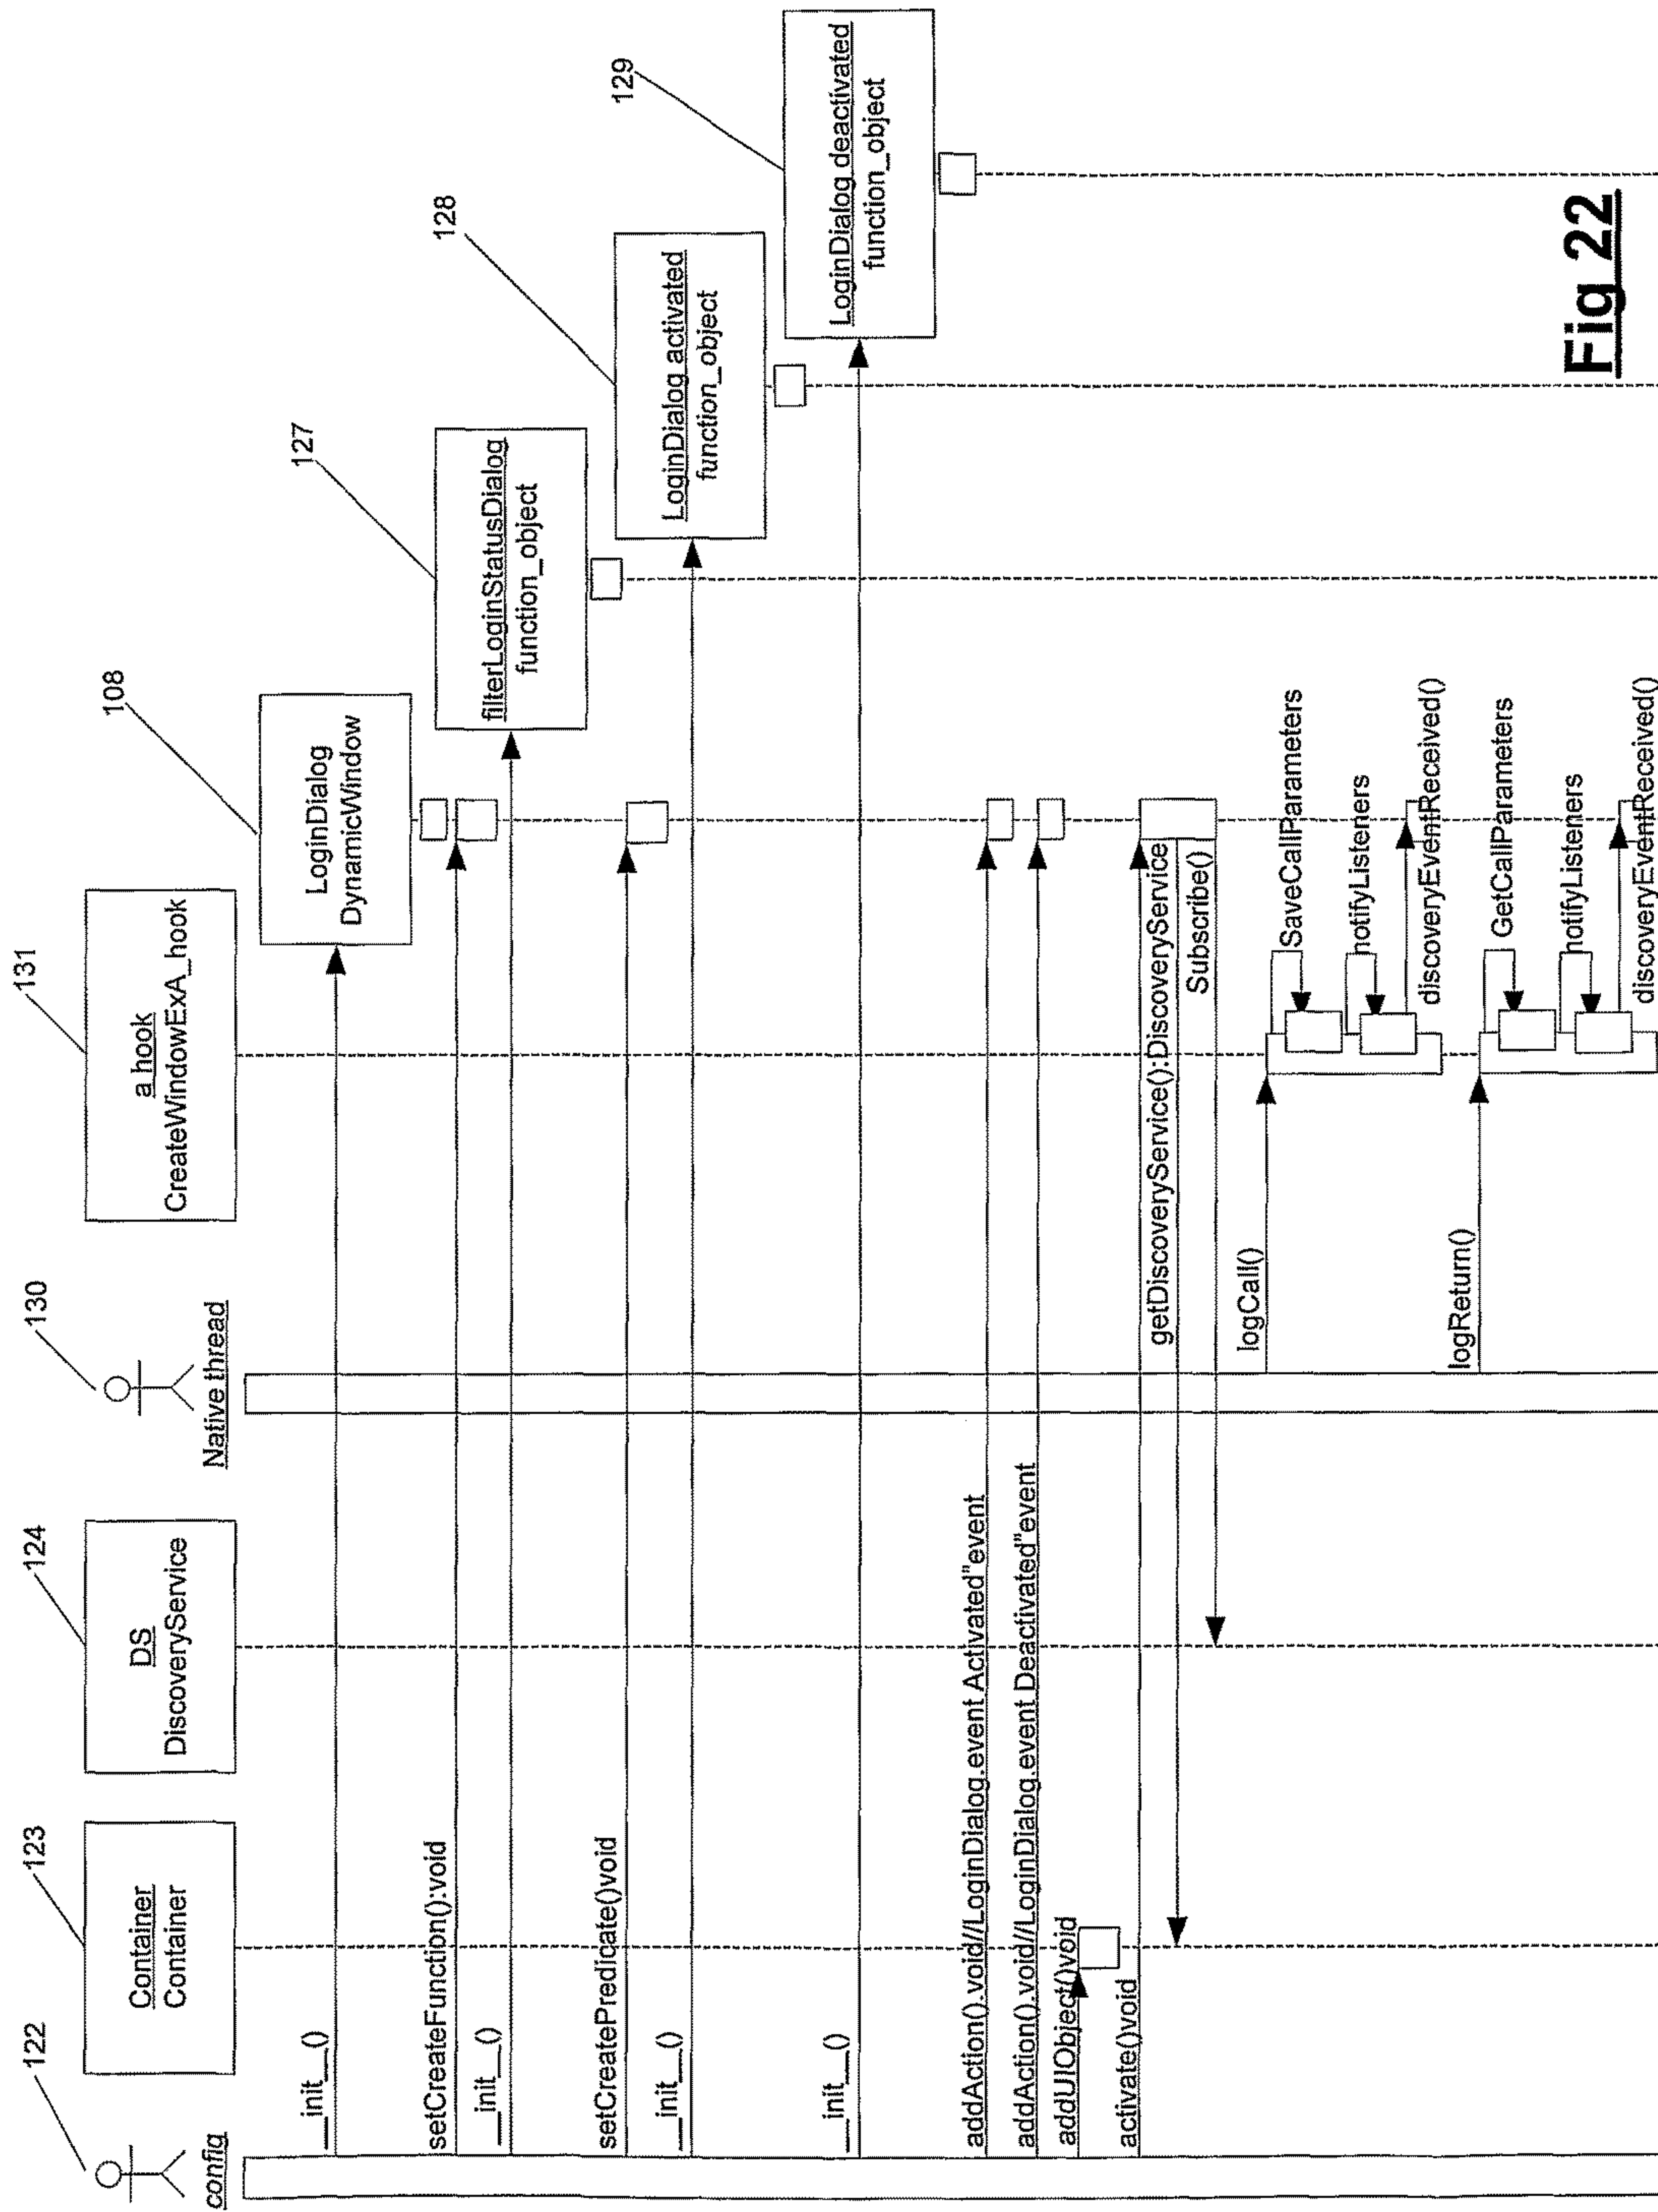 122
config
123
Container
Container
124
DS
DiscoveryService
130
Native thread
131
a hook
CreateWindowExA_hook
108
LoginDialog
DynamicWindow
127
filterLoginStatusDialog
function_object
128
LoginDialog activated
function_object
129
LoginDialog deactivated
function_object
__init__()
setCreateFunction():void
__init__()
setCreatePredicate()void
__init__()
__init__()
addAction().void//LoginDialog.event Activated"event
addAction().void//LoginDialog.event Deactivated"event
addUIObject()void
activate()void
getDiscoveryService():DiscoveryService
Subscribe()
logCall()
SaveCallParameters
notifyListeners
discoveryEventReceived()
logReturn()
GetCallParameters
notifyListeners
discoveryEventReceived()
Fig 22